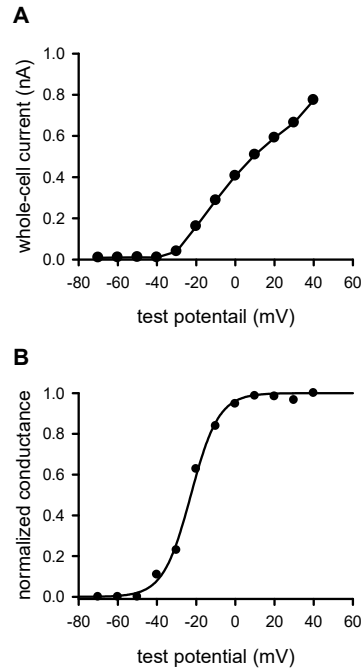 A
whole-cell current (nA)
1.0
0.8
0.6
0.4
0.2
0.0
-80 -60 -40 -20 0 20 40 60
test potentail (mV)
B
normalized conductance
1.0
0.8
0.6
0.4
0.2
0.0
-80 -60 -40 -20 0 20 40 60
test potential (mV)